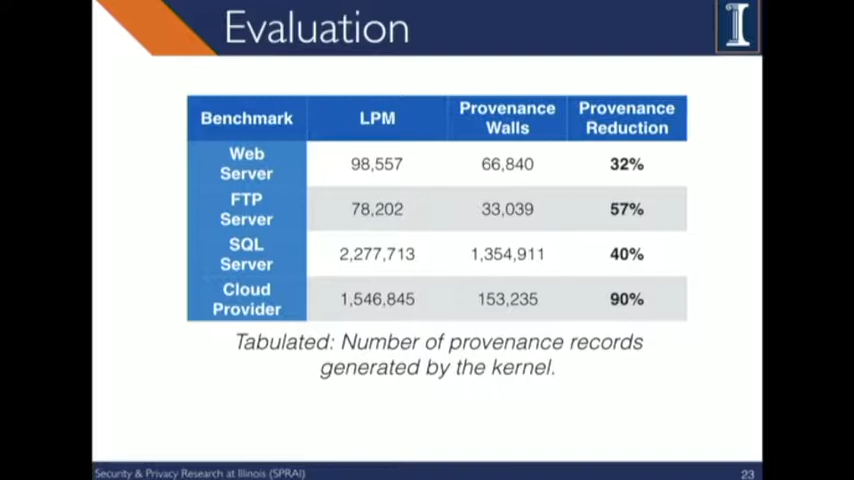 Evaluation
I
Benchmark LPM Provenance Walls Provenance Reduction
Web Server 98,557 66,840 32%
FTP Server 78,202 33,039 57%
SQL Server 2,277,713 1,354,911 40%
Cloud Provider 1,546,845 153,235 90%
Tabulated: Number of provenance records
generated by the kernel.
Security & Privacy Research at Illinois (SPRAI) 23